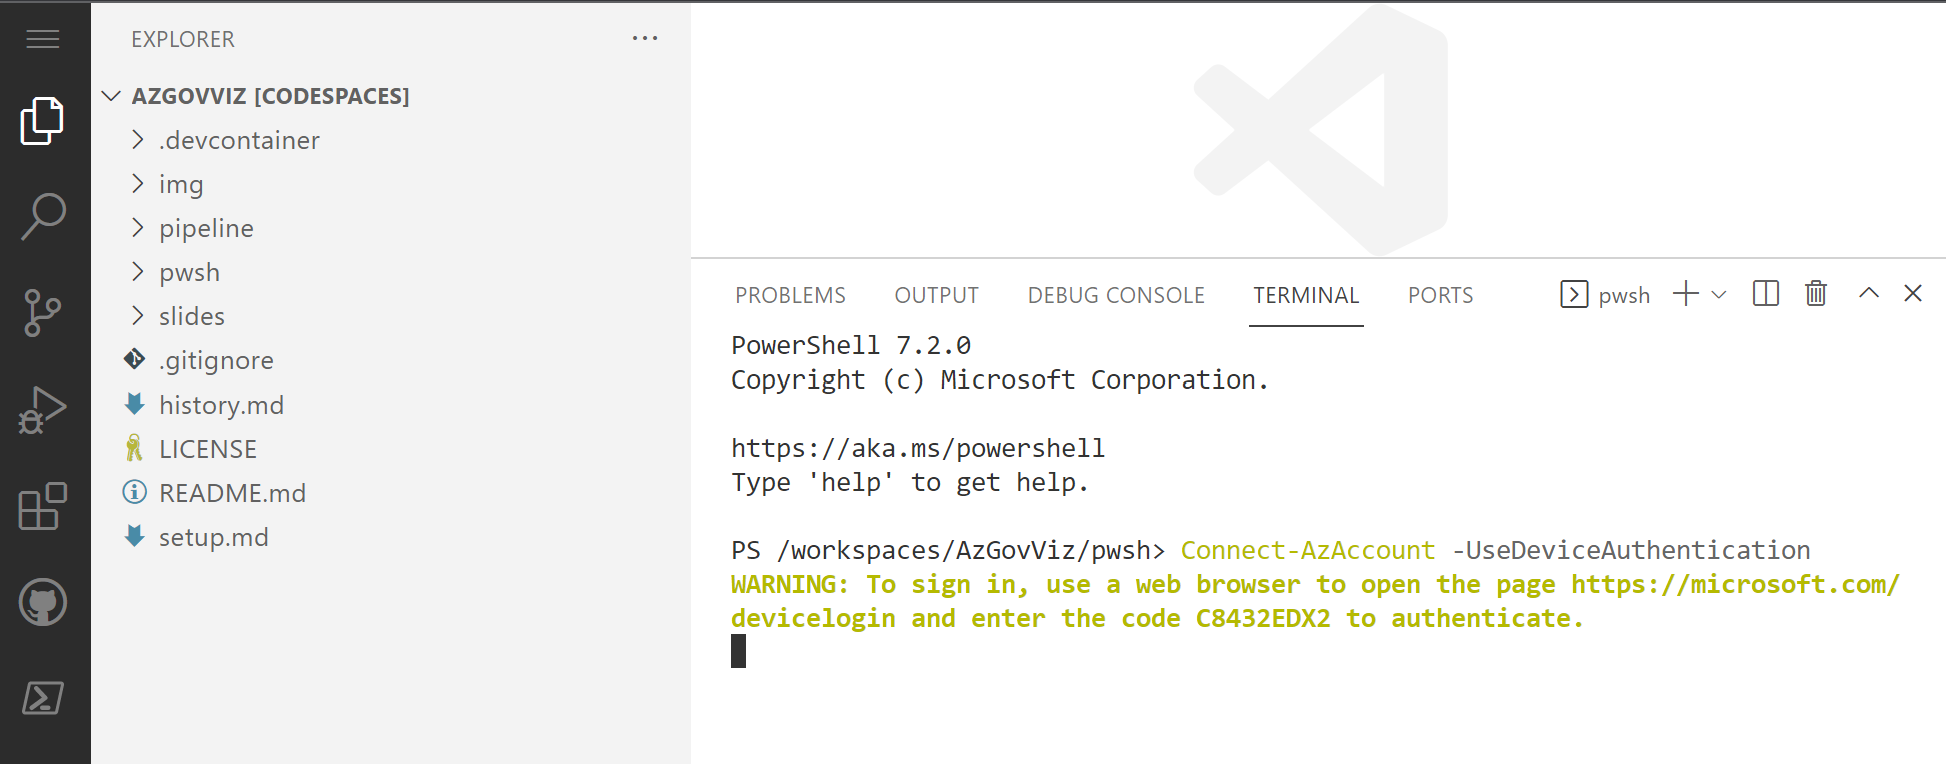 EXPLORER
AZGOVVIZ [CODESPACES]
.devcontainer
img
pipeline
pwsh
slides
.gitignore
history.md
LICENSE
README.md
setup.md
PROBLEMS OUTPUT DEBUG CONSOLE TERMINAL PORTS pwsh
PowerShell 7.2.0
Copyright (c) Microsoft Corporation.
https://aka.ms/powershell
Type 'help' to get help.
PS /workspaces/AzGovViz/pwsh> Connect-AzAccount -UseDeviceAuthentication
WARNING: To sign in, use a web browser to open the page https://microsoft.com/
devicelogin and enter the code C8432EDX2 to authenticate.